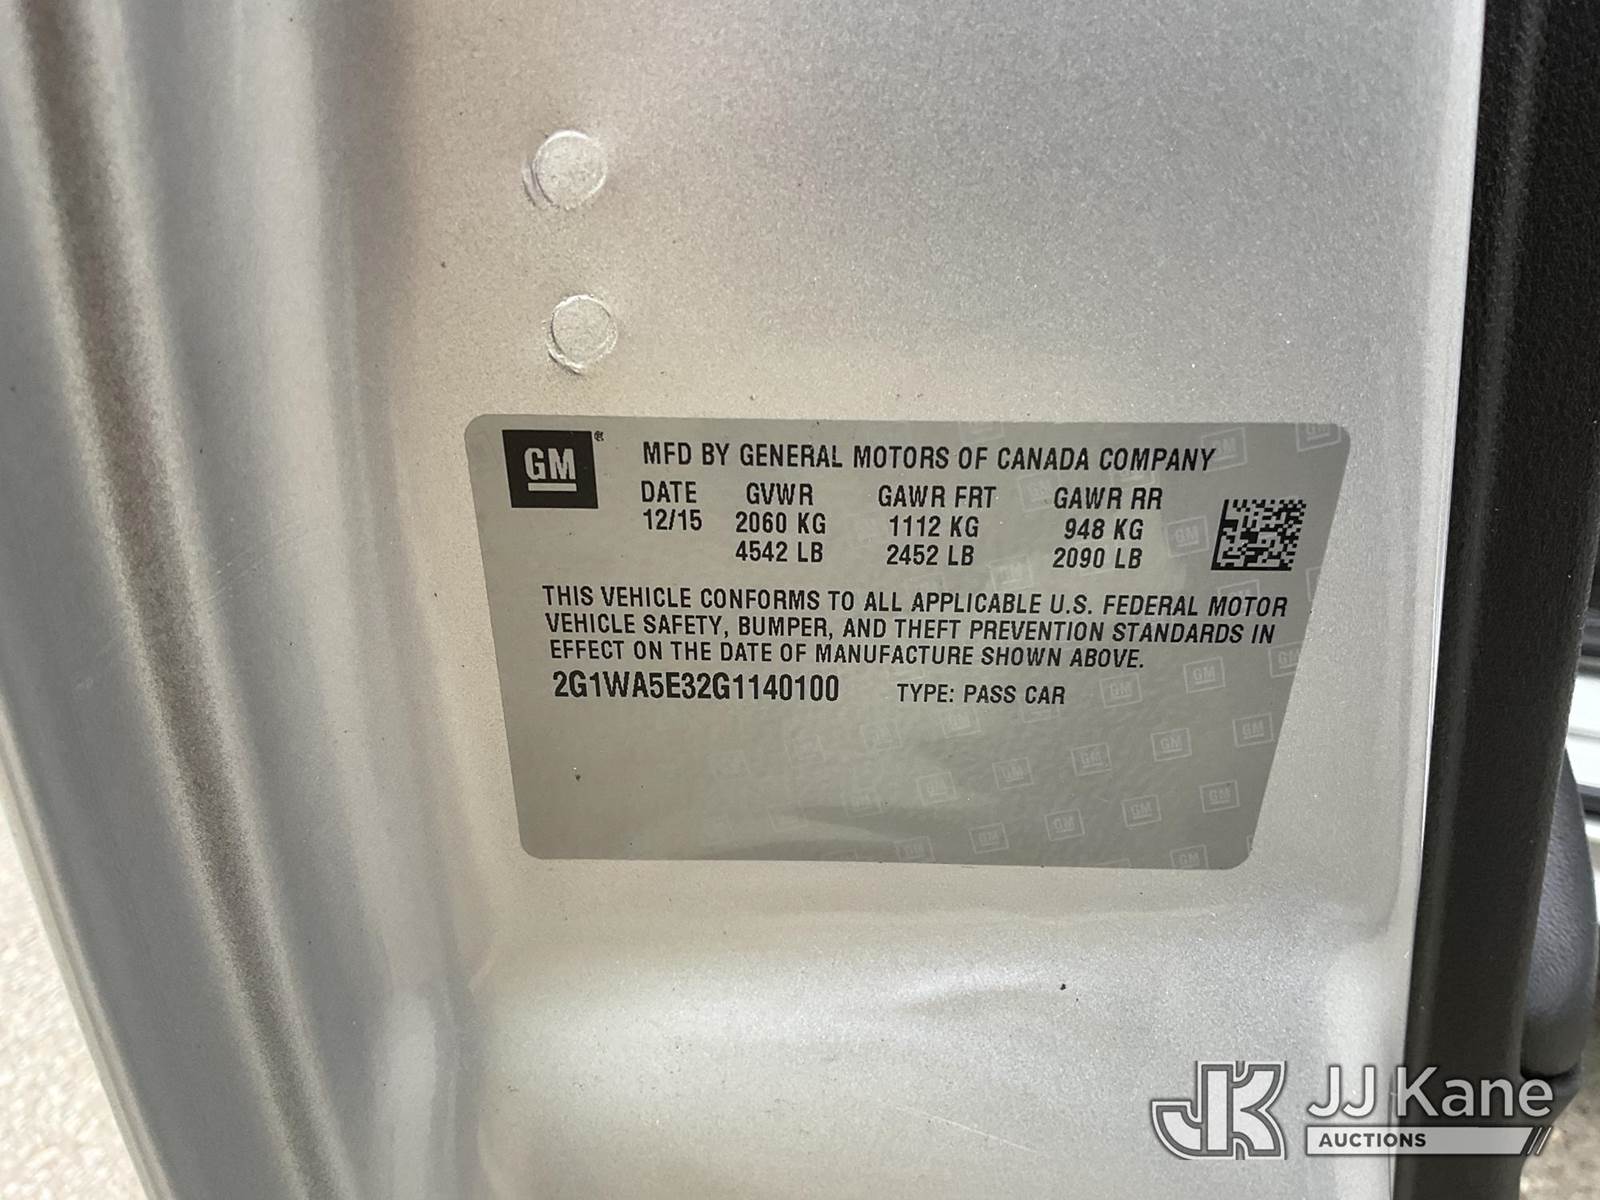 GM
MFD BY GENERAL MOTORS OF CANADA COMPANY
DATE GVWR GAWR FRT GAWR RR
12/15 2060 KG 1112 KG 948 KG
4542 LB 2452 LB 2090 LB
THIS VEHICLE CONFORMS TO ALL APPLICABLE U.S. FEDERAL MOTOR
VEHICLE SAFETY, BUMPER, AND THEFT PREVENTION STANDARDS IN
EFFECT ON THE DATE OF MANUFACTURE SHOWN ABOVE.
2G1WA5E32G1140100 TYPE: PASS CAR
JK JJ Kane
AUCTIONS